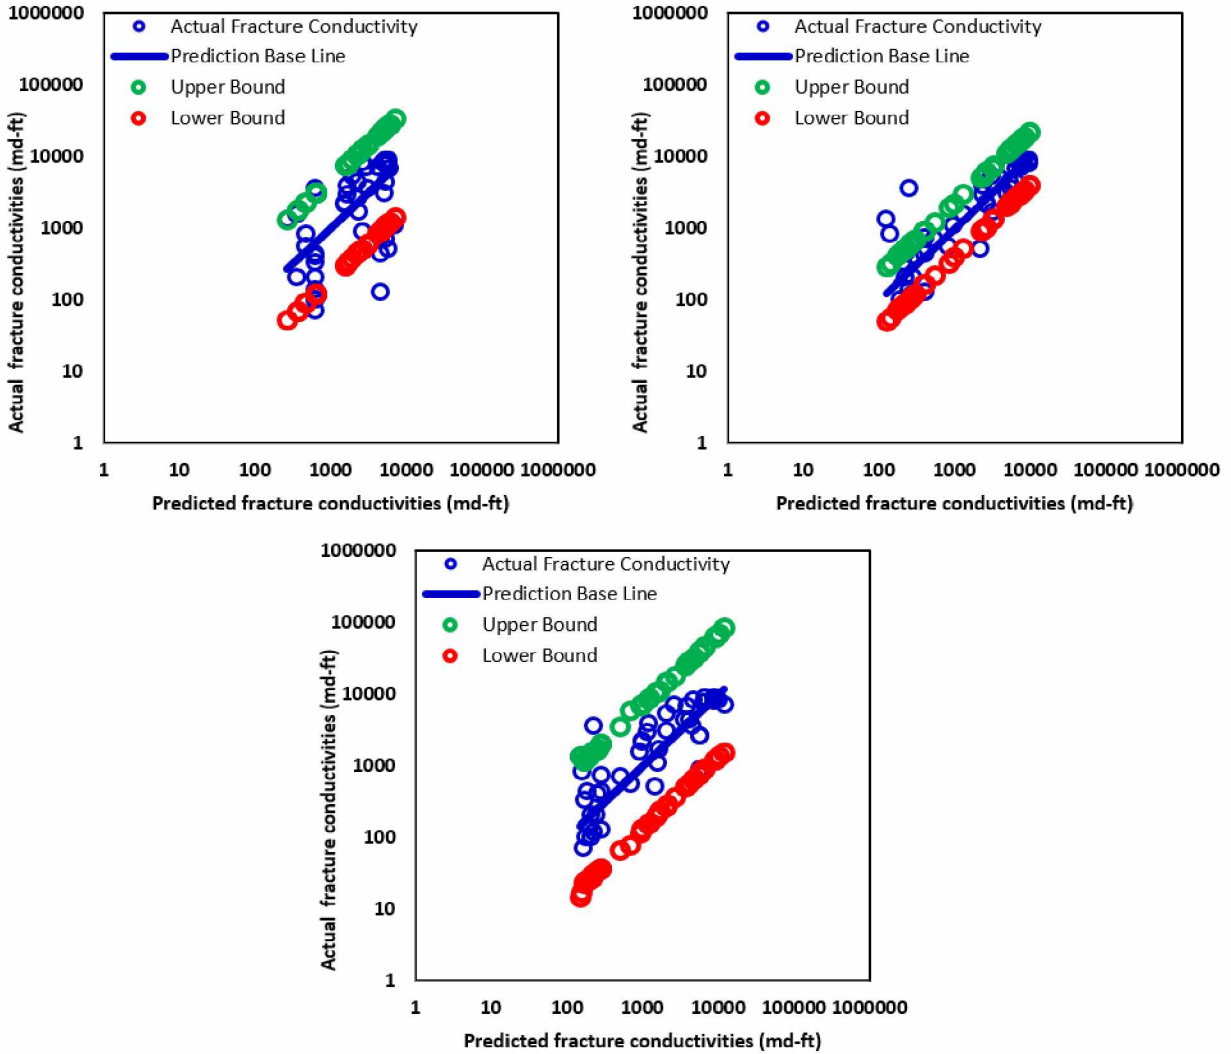 1000000
Actual Fracture Conductivity
Prediction Base Line
100000
Upper Bound
Lower Bound
10000
1000
100
10
1
Actual fracture conductivities (md-ft)
1 10 100 1000 10000 100000 1000000
Predicted fracture conductivities (md-ft)
1000000
Actual Fracture Conductivity
Prediction Base Line
100000
Upper Bound
Lower Bound
10000
1000
100
10
1
Actual fracture conductivities (md-ft)
1 10 100 1000 10000 100000 1000000
Predicted fracture conductivities (md-ft)
1000000
Actual Fracture Conductivity
Prediction Base Line
100000
Upper Bound
Lower Bound
10000
1000
100
10
1
Actual fracture conductivities (md-ft)
1 10 100 1000 10000 100000 1000000
Predicted fracture conductivities (md-ft)